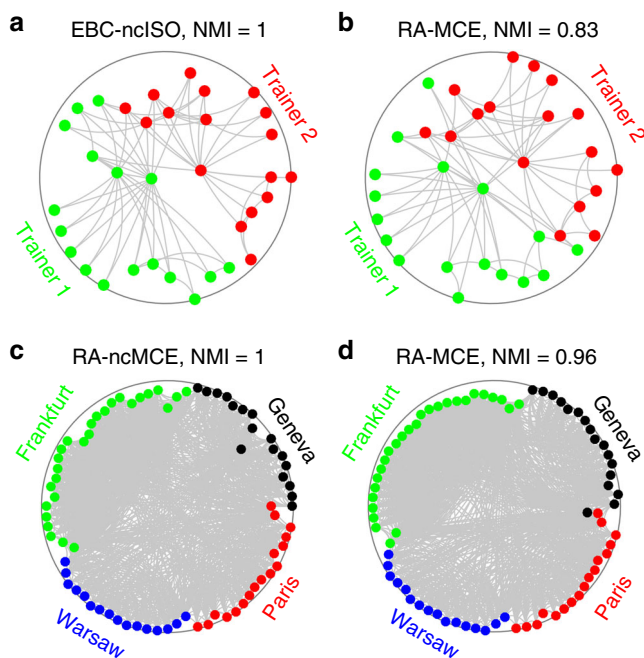 a
EBC-ncISO, NMI = 1
Trainer 2
Trainer 1
b
RA-MCE, NMI = 0.83
Trainer 2
Trainer 1
c
RA-ncMCE, NMI = 1
Frankfurt
Geneva
Warsaw
Paris
d
RA-MCE, NMI = 0.96
Frankfurt
Geneva
Warsaw
Paris